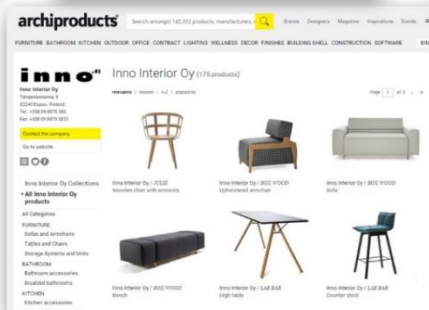 archiproducts
Search amongst 140,002 products, manufacturers,
Brands Designers Magazine Inspirations Events
FURNITURE BATHROOM KITCHEN OUTDOOR OFFICE CONTRACT LIGHTING WELLNESS DECOR FINISHES BUILDING SHELL CONSTRUCTION SOFTWARE
inno
Inno Interior Oy (175 products)
Inno Interior Oy
02240 Espoo - Finland
relevance | newest | A-Z | popularity
Page 1 of 3
Contact the company
Go to website
Inno Interior Oy / JULIE
Wooden chair with armrests
Inno Interior Oy / BOX WOOD
Upholstered armchair
Inno Interior Oy / BOX WOOD
Sofa
Inno Interior Oy Collections
All Inno Interior Oy products
All Categories
FURNITURE
Sofas and Armchairs
Tables and Chairs
Storage Systems and Units
BATHROOM
Bathroom accessories
Disabled bathrooms
KITCHEN
Kitchen accessories
Inno Interior Oy / BOX WOOD
Bench
Inno Interior Oy / LAB BAR
High table
Inno Interior Oy / LAB BAR
Counter stool